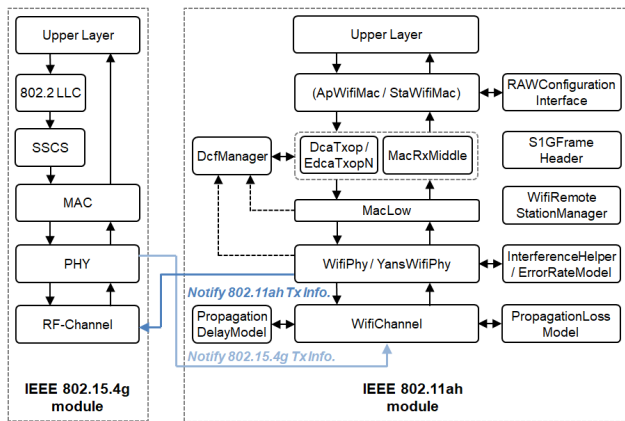 Upper Layer
802.2 LLC
SSCS
MAC
PHY
RF-Channel
IEEE 802.15.4g
module
Upper Layer
(ApWifiMac / StaWifiMac)
RAWConfiguration
Interface
DcfManager
DcaTxop /
EdcaTxopN
MacRxMiddle
S1GFrame
Header
MacLow
WifiRemote
StationManager
WifiPhy / YansWifiPhy
InterferenceHelper
/ ErrorRateModel
Notify 802.11ah Tx Info.
Propagation
DelayModel
WifiChannel
PropagationLoss
Model
Notify 802.15.4g Tx Info.
IEEE 802.11ah
module